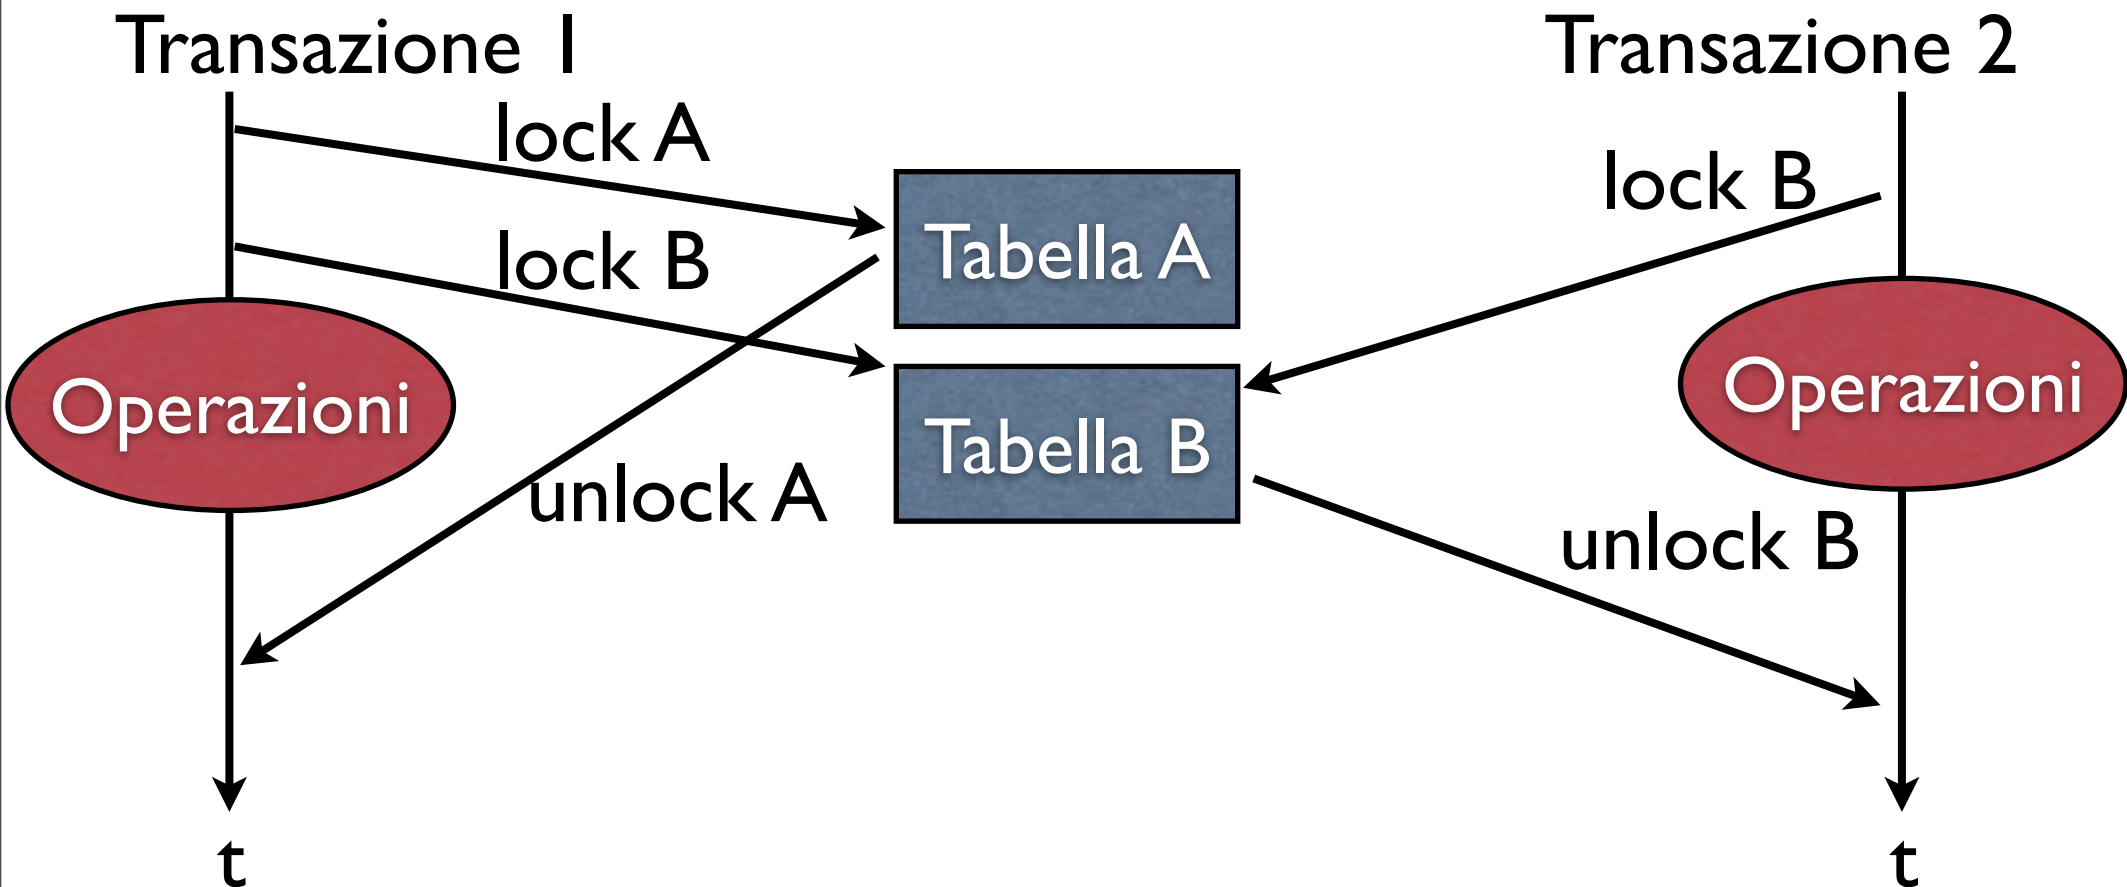 Transazione 1
Transazione 2
lock A
lock B
Tabella A
lock B
Operazioni
Operazioni
Tabella B
unlock A
unlock B
t
t